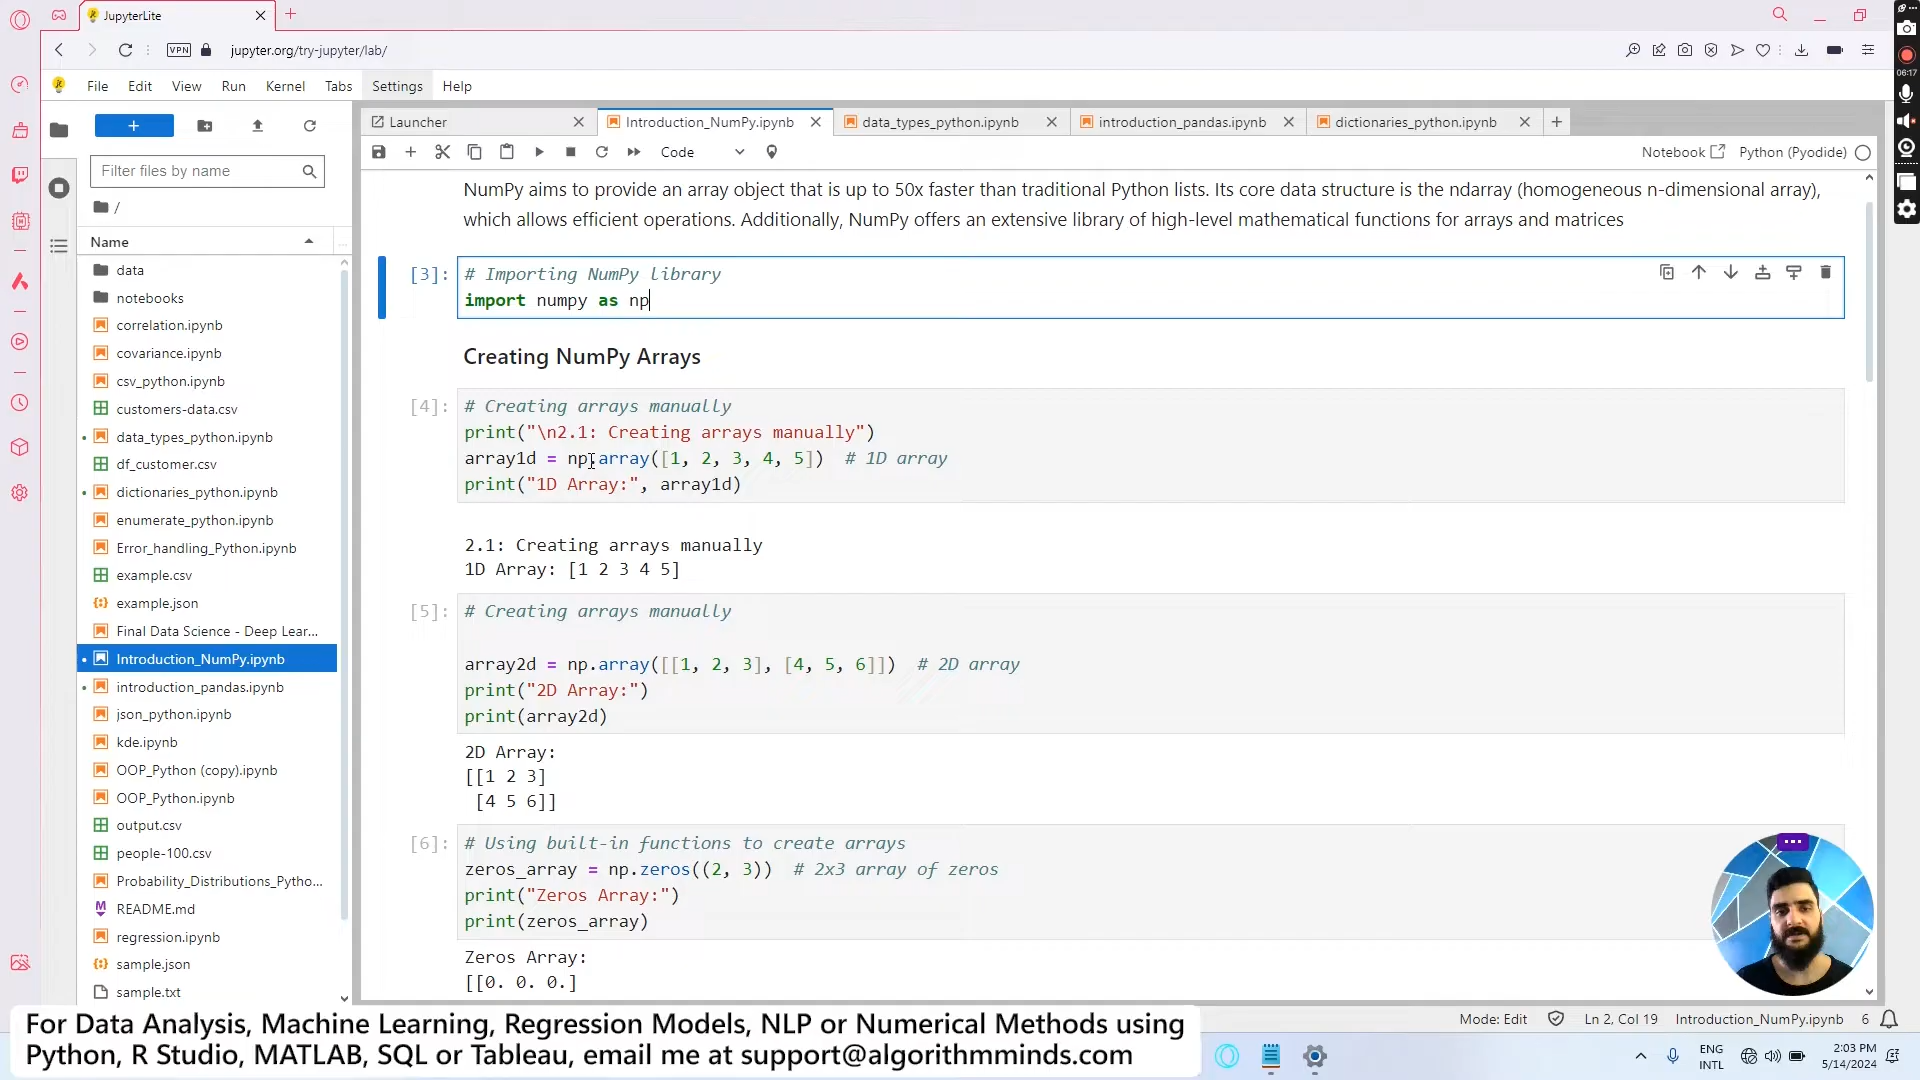 JupyterLite
VPN
jupyter.org/try-jupyter/lab/
06:17
File Edit View Run Kernel Tabs Settings Help
+
Filter files by name
/
Name
data
notebooks
correlation.ipynb
covariance.ipynb
csv_python.ipynb
customers-data.csv
data_types_python.ipynb
df_customer.csv
dictionaries_python.ipynb
enumerate_python.ipynb
Error_handling_Python.ipynb
example.csv
example.json
Final Data Science - Deep Lear...
Introduction_NumPy.ipynb
introduction_pandas.ipynb
json_python.ipynb
kde.ipynb
OOP_Python (copy).ipynb
OOP_Python.ipynb
output.csv
people-100.csv
Probability_Distributions_Pytho...
README.md
regression.ipynb
sample.json
sample.txt
Launcher
Introduction_NumPy.ipynb
data_types_python.ipynb
introduction_pandas.ipynb
dictionaries_python.ipynb
Code
Notebook
Python (Pyodide)
NumPy aims to provide an array object that is up to 50x faster than traditional Python lists. Its core data structure is the ndarray (homogeneous n-dimensional array),
which allows efficient operations. Additionally, NumPy offers an extensive library of high-level mathematical functions for arrays and matrices
[3]: # Importing NumPy library
import numpy as np
Creating NumPy Arrays
[4]: # Creating arrays manually
print("\n2.1: Creating arrays manually")
array1d = np.array([1, 2, 3, 4, 5])  # 1D array
print("1D Array:", array1d)
2.1: Creating arrays manually
1D Array: [1 2 3 4 5]
[5]: # Creating arrays manually
array2d = np.array([[1, 2, 3], [4, 5, 6]])  # 2D array
print("2D Array:")
print(array2d)
2D Array:
[[1 2 3]
[4 5 6]]
[6]: # Using built-in functions to create arrays
zeros_array = np.zeros((2, 3))  # 2x3 array of zeros
print("Zeros Array:")
print(zeros_array)
Zeros Array:
[[0. 0. 0.]
Mode: Edit
Ln 2, Col 19
Introduction_NumPy.ipynb
6
For Data Analysis, Machine Learning, Regression Models, NLP or Numerical Methods using
Python, R Studio, MATLAB, SQL or Tableau, email me at support@algorithmminds.com
ENG
INTL
2:03 PM
5/14/2024